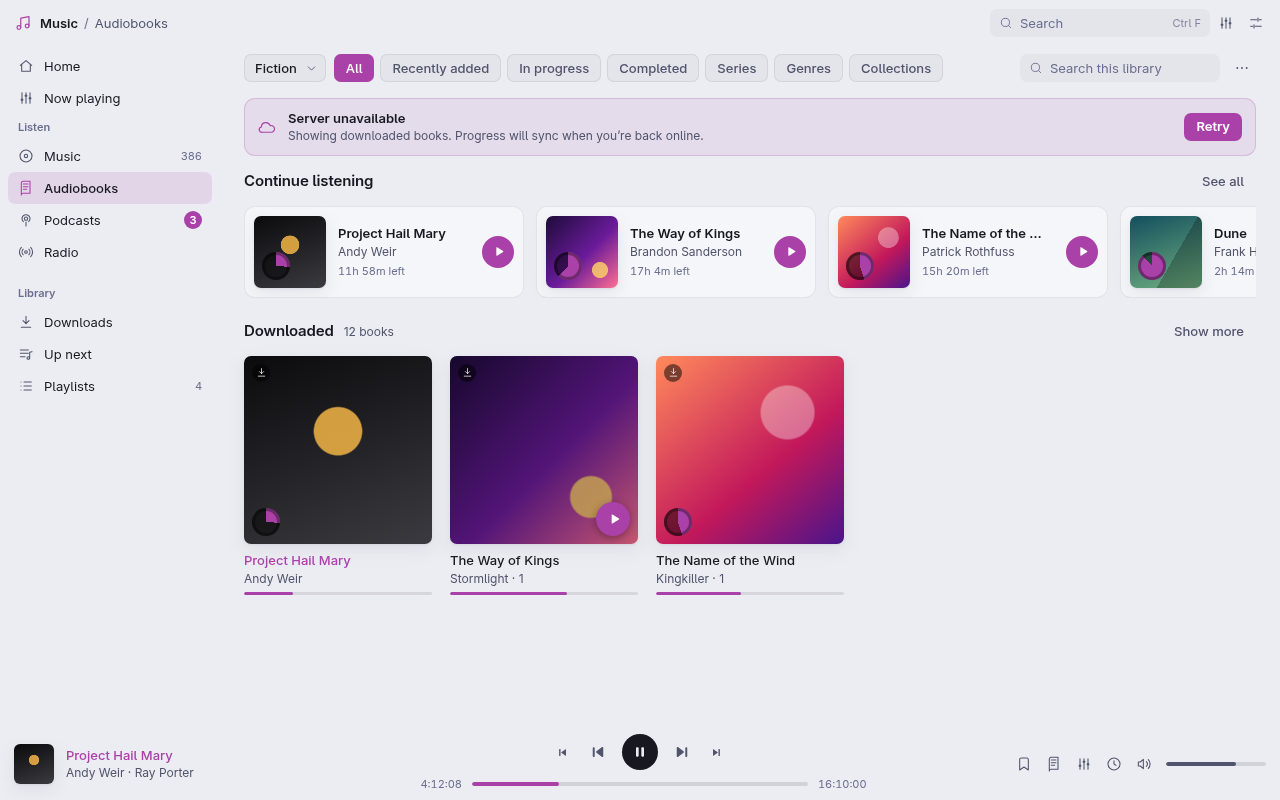 Music / Audiobooks
Search
Ctrl F
Home
Now playing
Listen
Music 386
Audiobooks
Podcasts 3
Radio
Library
Downloads
Up next
Playlists 4
Fiction
All
Recently added
In progress
Completed
Series
Genres
Collections
Search this library
Server unavailable
Showing downloaded books. Progress will sync when you're back online.
Retry
Continue listening
See all
Project Hail Mary
Andy Weir
11h 58m left
The Way of Kings
Brandon Sanderson
17h 4m left
The Name of the ...
Patrick Rothfuss
15h 20m left
Dune
Frank H
2h 14m
Downloaded 12 books
Show more
Project Hail Mary
Andy Weir
The Way of Kings
Stormlight · 1
The Name of the Wind
Kingkiller · 1
Project Hail Mary
Andy Weir · Ray Porter
4:12:08
16:10:00